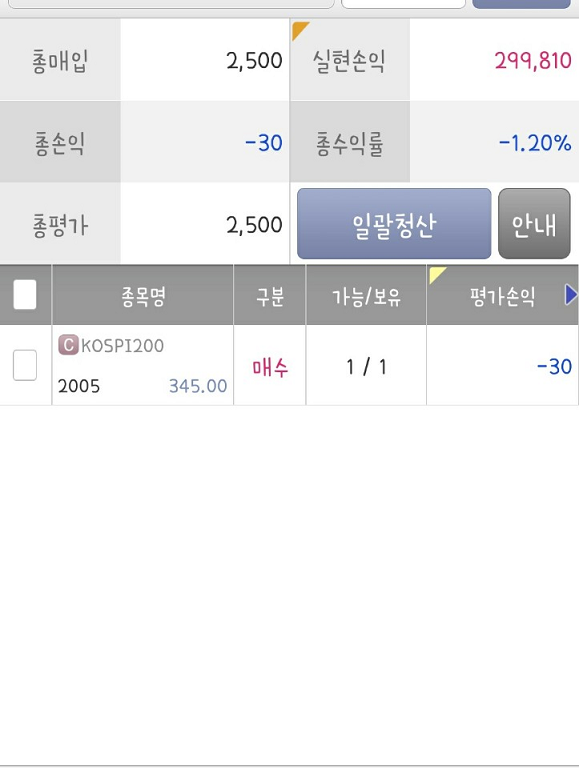 총매입 2,500 실현손익 299,810
총손익 -30 총수익률 -1.20%
총평가 2,500 일괄청산 안내
종목명 구분 가능/보유 평가손익
C KOSPI200
2005 345.00 매수 1 / 1 -30